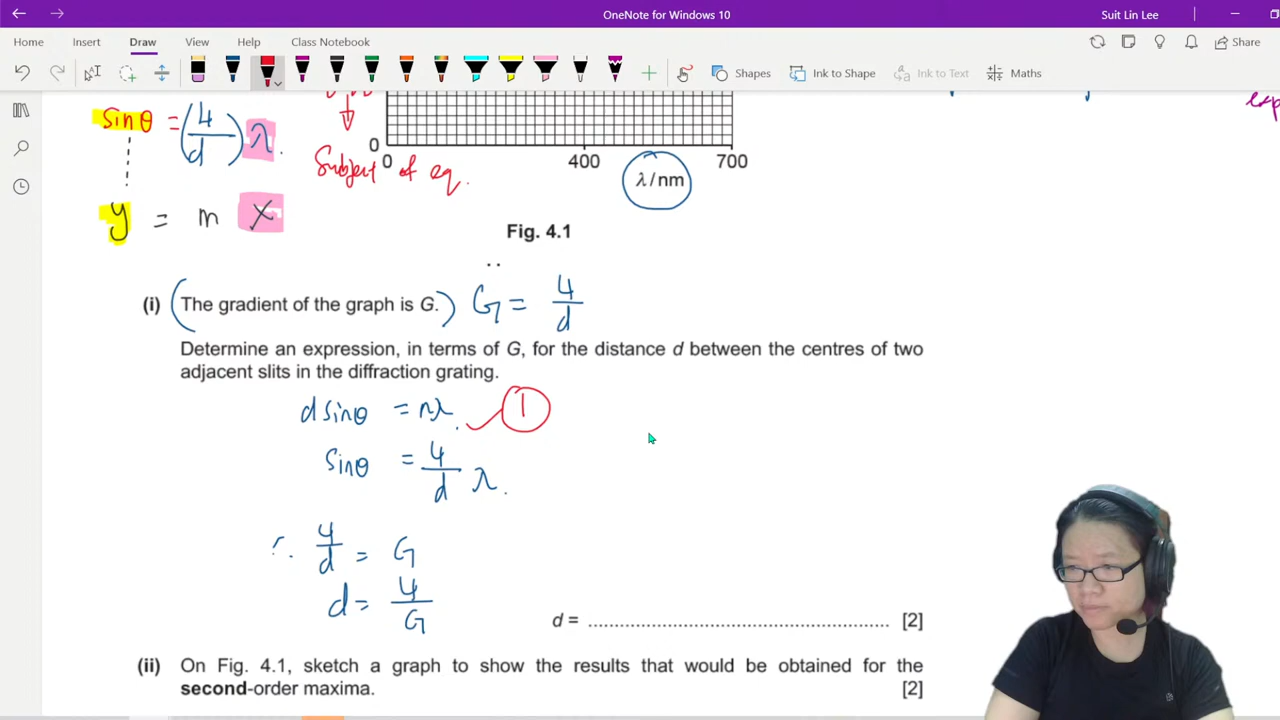 OneNote for Windows 10
Suit Lin Lee
Home Insert Draw View Help Class Notebook
Share
Shapes Ink to Shape Ink to Text Maths
sinθ = (4/d) λ.
y = m x
Subject of eq.
0
0 400 700
λ/nm
Fig. 4.1
(i) (The gradient of the graph is G.) G = 4/d
Determine an expression, in terms of G, for the distance d between the centres of two
adjacent slits in the diffraction grating.
d sinθ = nλ. ✓ 1
sinθ = 4/d λ.
∴ 4/d = G
d = 4/G
d = ........................................................ [2]
(ii) On Fig. 4.1, sketch a graph to show the results that would be obtained for the
second-order maxima. [2]